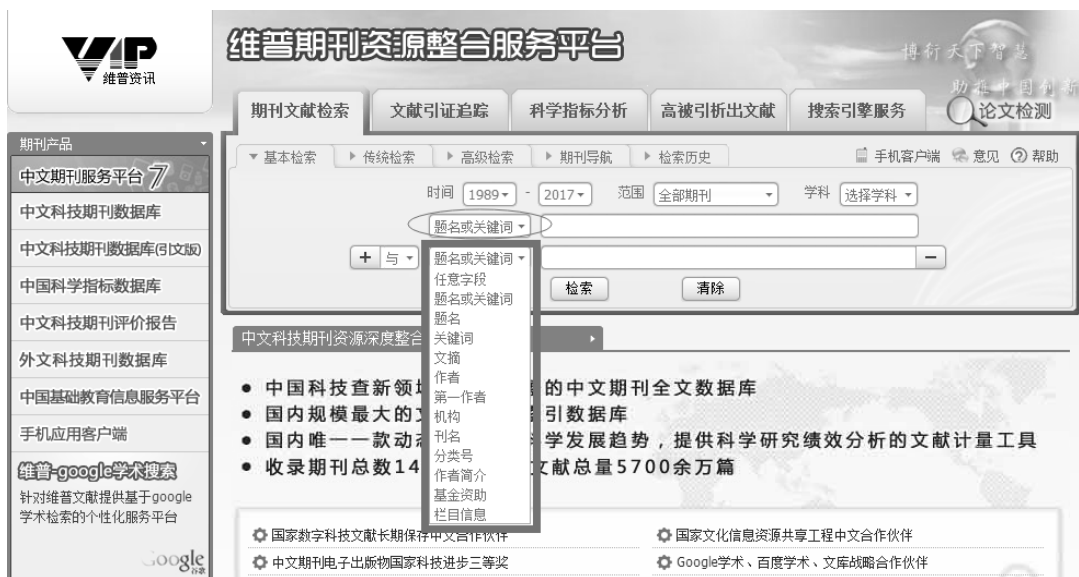 VIP
维普资讯
维普期刊资源整合服务平台
博衍天下智慧
助推中国创新
期刊文献检索
文献引证追踪
科学指标分析
高被引析出文献
搜索引擎服务
论文检测
期刊产品
中文期刊服务平台 7
中文科技期刊数据库
中文科技期刊数据库(引文版)
中国科学指标数据库
中文科技期刊评价报告
外文科技期刊数据库
中国基础教育信息服务平台
手机应用客户端
维普-google学术搜索
针对维普文献提供基于google
学术检索的个性化服务平台
Google
谷歌
基本检索
传统检索
高级检索
期刊导航
检索历史
手机客户端
意见
帮助
时间 1989 - 2017 范围 全部期刊 学科 选择学科
题名或关键词
+ 与 题名或关键词 −
任意字段
题名或关键词
题名
关键词
文摘
作者
第一作者
机构
刊名
分类号
作者简介
基金资助
栏目信息
检索 清除
中文科技期刊资源深度整合
● 中国科技查新领 的中文期刊全文数据库
● 国内规模最大的 引数据库
● 国内唯一一款动 学发展趋势，提供科学研究绩效分析的文献计量工具
● 收录期刊总数14 文献总量5700余万篇
国家数字科技文献长期保存中文合作伙伴
国家文化信息资源共享工程中文合作伙伴
中文期刊电子出版物国家科技进步三等奖
Google学术、百度学术、文库战略合作伙伴